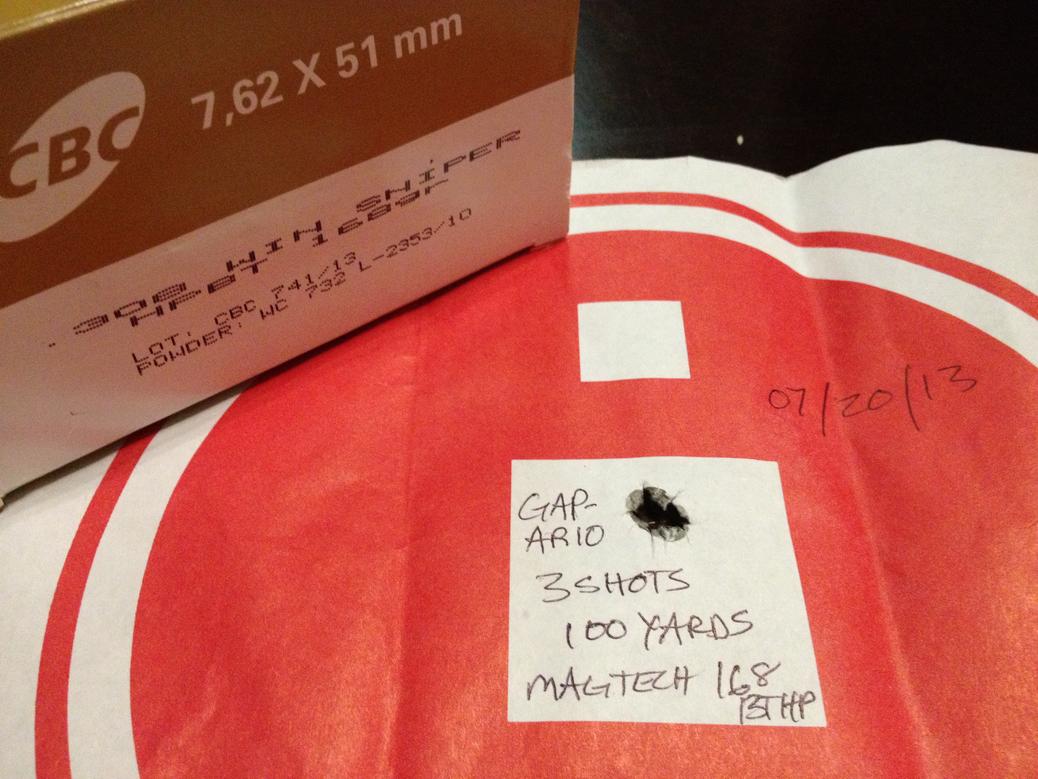 CBC
7,62 X 51 mm
.308 WIN SNIPER
HPBT 168gr
LOT: CBC 741/13
POWDER: WC 732 L-2353/10
07/20/13
GAP-
AR10
3 SHOTS
100 YARDS
MAGTECH 168
BTHP